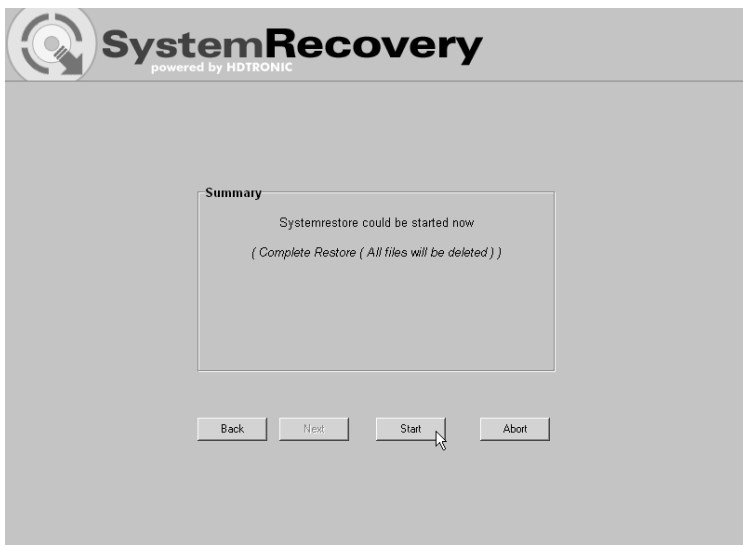 SystemRecovery
powered by HDTRONIC
Summary
Systemrestore could be started now
( Complete Restore ( All files will be deleted ) )
Back Next Start Abort